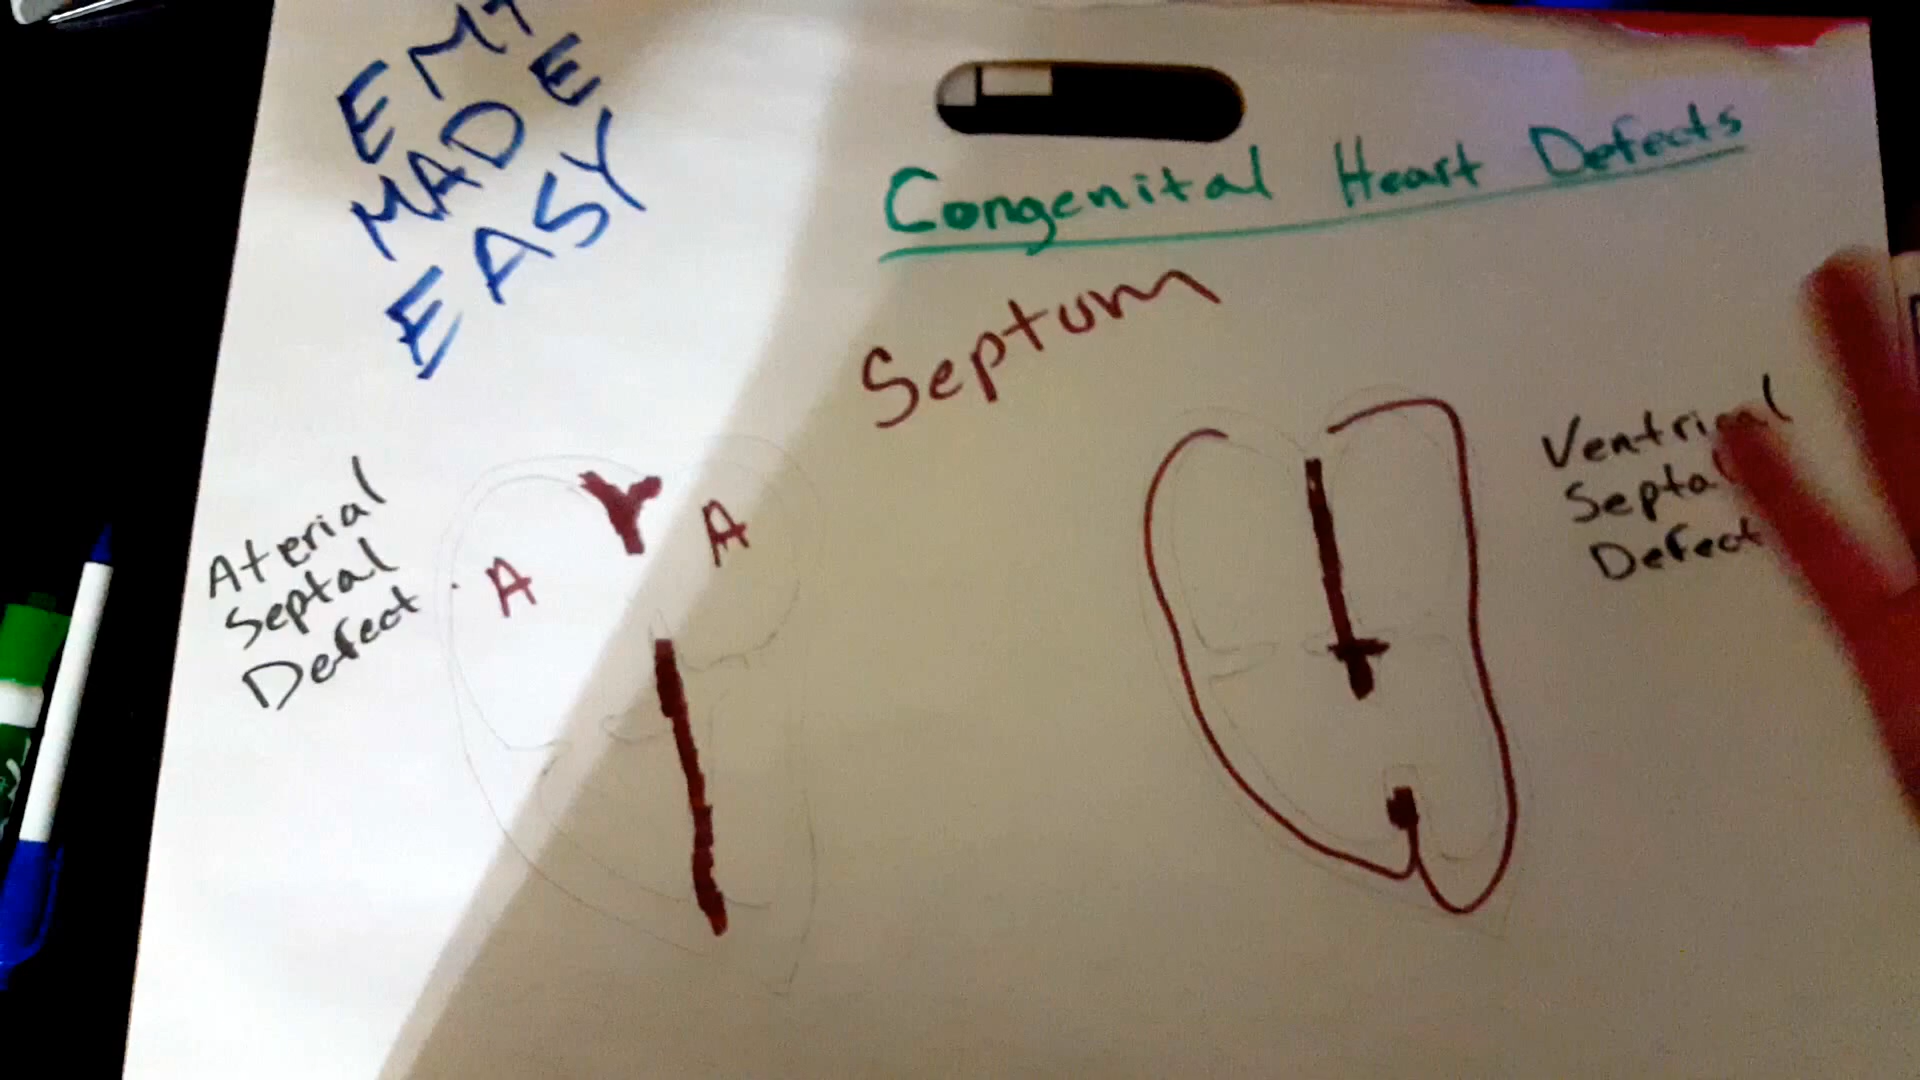 EMT
MADE
EASY
Congenital Heart Defects
Septum
Aterial
Septal
Defect
A
A
Ventrical
Septal
Defect